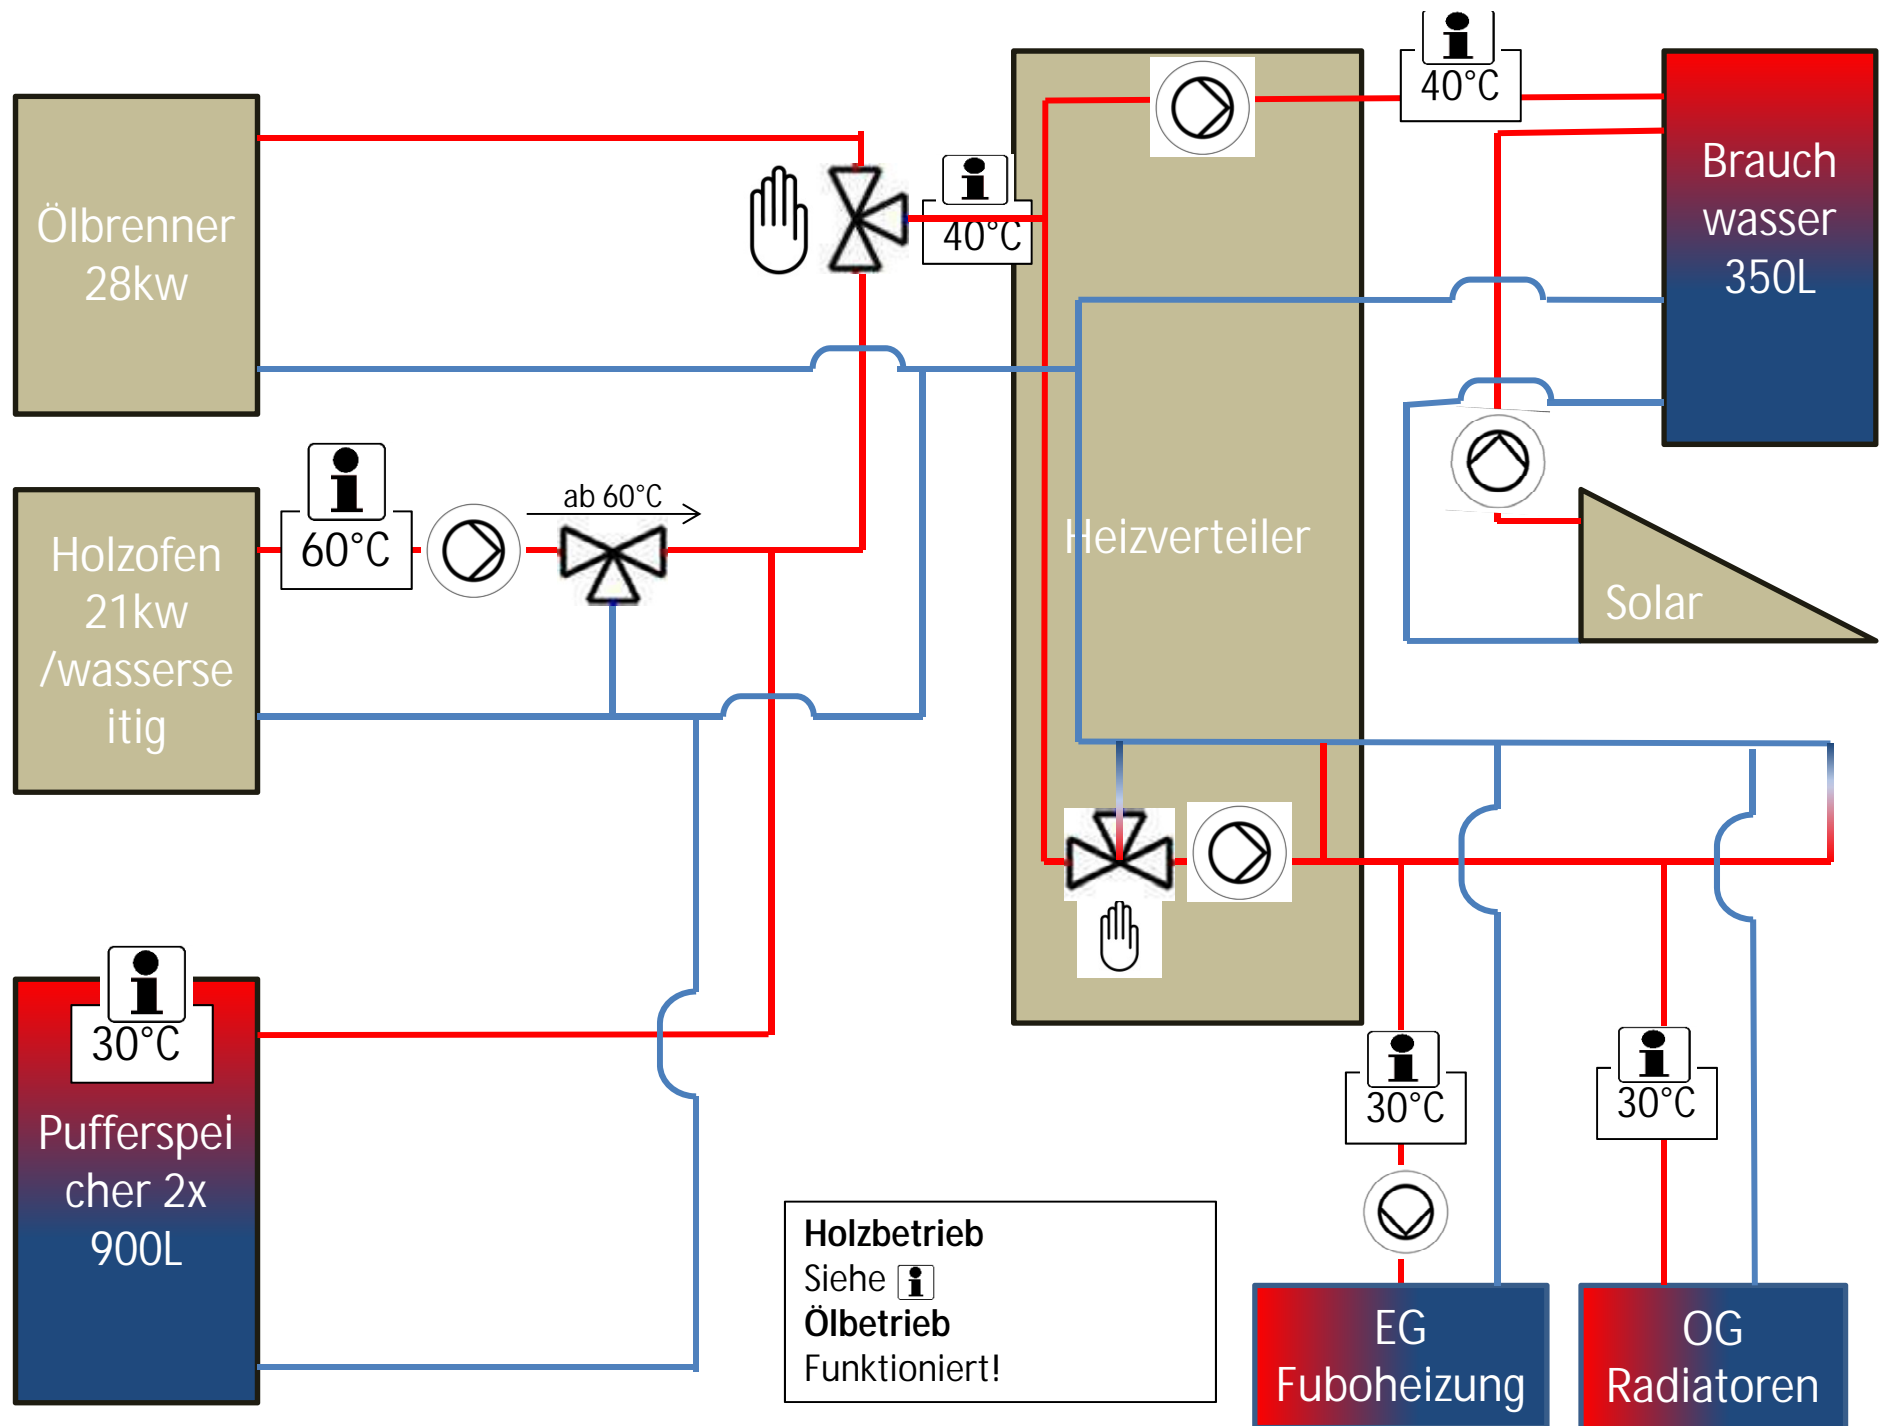 40°C
Ölbrenner
28kw
40°C
Brauch
wasser
350L
Holzofen
21kw
/wasserse
itig
60°C
ab 60°C
Heizverteiler
Solar
30°C
Pufferspei
cher 2x
900L
30°C
30°C
Holzbetrieb
Siehe i
Ölbetrieb
Funktioniert!
EG
Fuboheizung
OG
Radiatoren